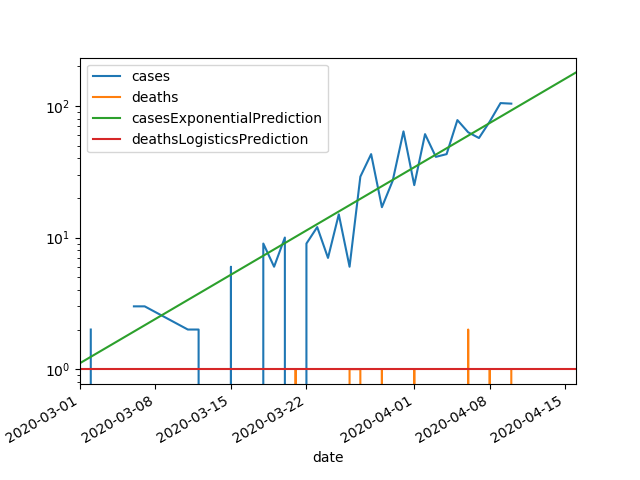 cases
deaths
casesExponentialPrediction
deathsLogisticsPrediction
10²
10¹
10⁰
2020-03-01
2020-03-08
2020-03-15
2020-03-22
2020-04-01
2020-04-08
2020-04-15
date